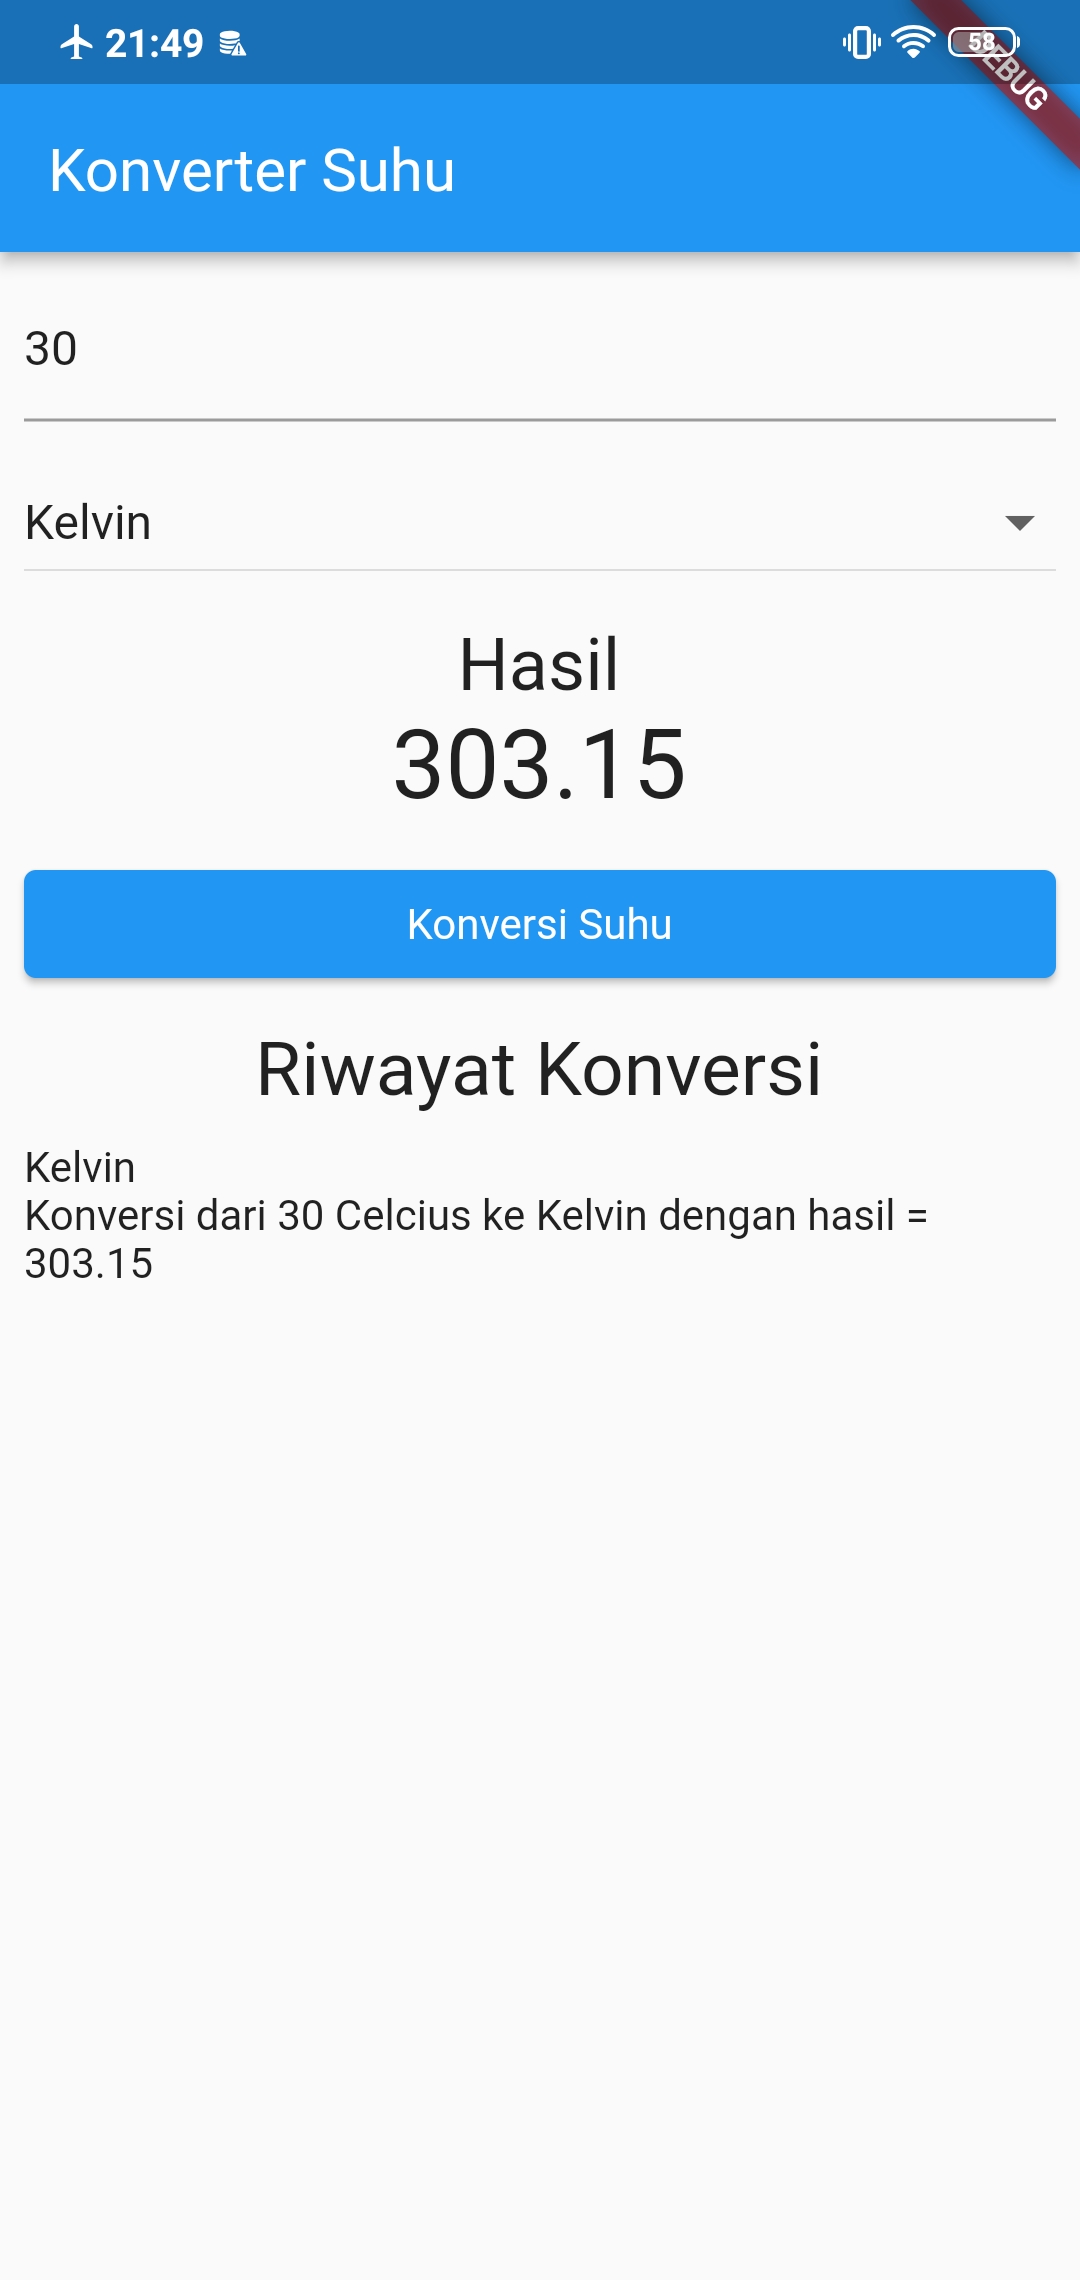 21:49
58
DEBUG
Konverter Suhu
30
Kelvin
Hasil
303.15
Konversi Suhu
Riwayat Konversi
Kelvin
Konversi dari 30 Celcius ke Kelvin dengan hasil =
303.15